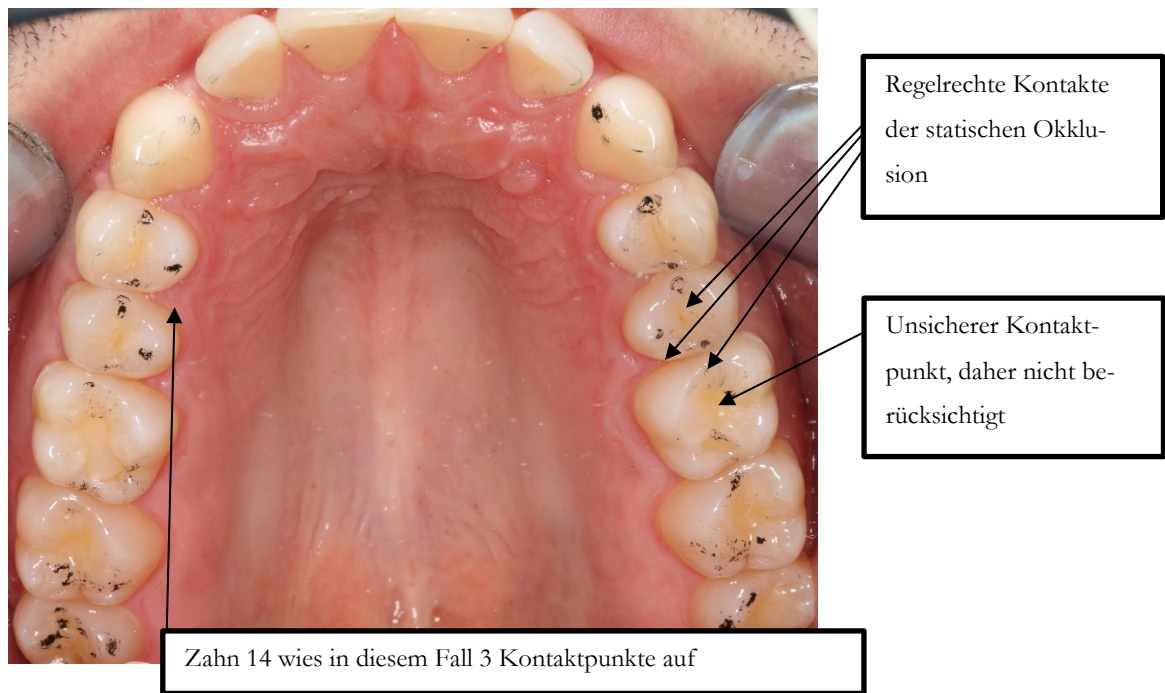 Regelrechte Kontakte
der statischen Okklu-
sion
Unsicherer Kontakt-
punkt, daher nicht be-
rücksichtigt
Zahn 14 wies in diesem Fall 3 Kontaktpunkte auf